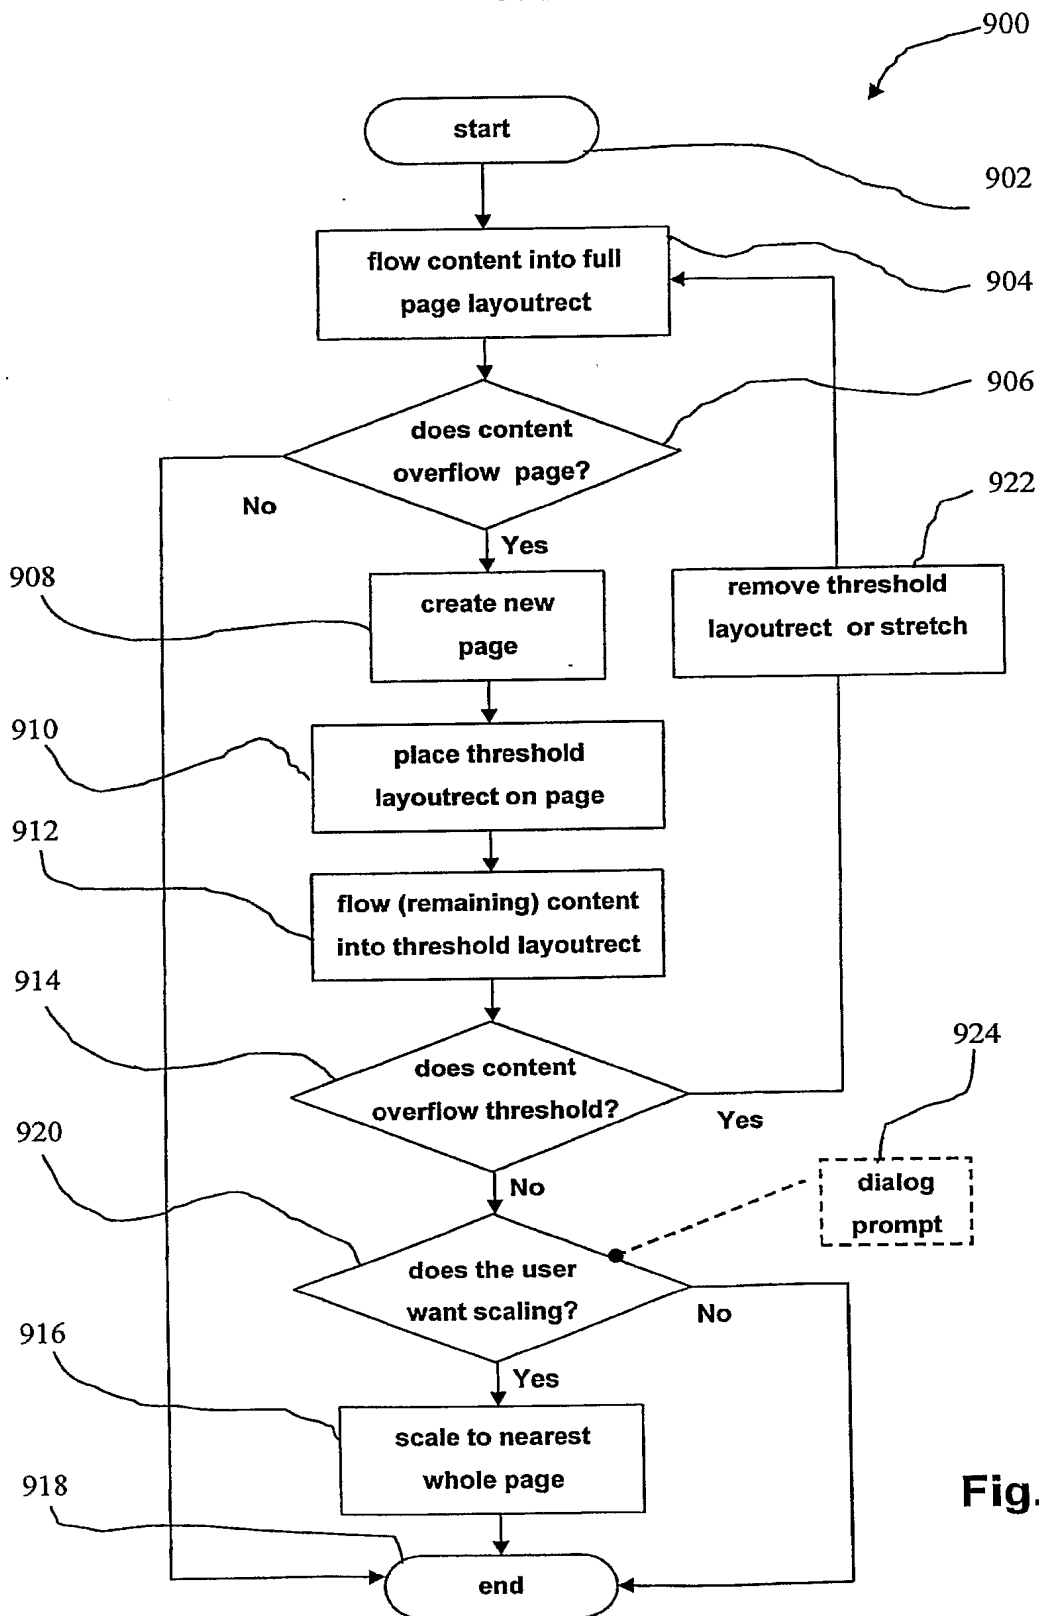 900
start
902
flow content into full
page layoutrect
904
906
does content
overflow page?
No
Yes
922
908
create new
page
remove threshold
layoutrect or stretch
910
place threshold
layoutrect on page
912
flow (remaining) content
into threshold layoutrect
914
does content
overflow threshold?
Yes
924
920
No
dialog
prompt
does the user
want scaling?
No
916
Yes
scale to nearest
whole page
918
Fig.
end